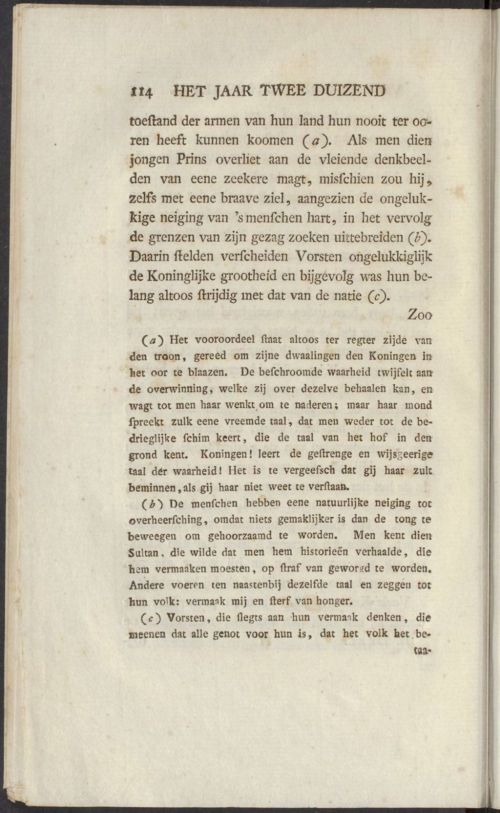 114 HET JAAR TWEE DUIZEND
toeſtand der armen van hun land hun nooit ter oo-
ren heeft kunnen koomen (a). Als men dien
jongen Prins overliet aan de vleiende denkbeel-
den van eene zeekere magt, misſchien zou hij,
zelfs met eene braave ziel, aangezien de ongeluk-
kige neiging van 's menſchen hart, in het vervolg
de grenzen van zijn gezag zoeken uittebreiden (b).
Daarin ſtelden verſcheiden Vorsten ongelukkiglijk
de Koninglijke grootheid en bijgevolg was hun be-
lang altoos ſtrijdig met dat van de natie (c).
Zoo
(a) Het vooroordeel ſtaat altoos ter regter zijde van
den troon, gereed om zijne dwaalingen den Koningen in
het oor te blaazen. De beſchroomde waarheid twijfelt aan
de overwinning, welke zij over dezelve behaalen kan, en
wagt tot men haar wenkt om te naderen; maar haar mond
ſpreekt zulk eene vreemde taal, dat men weder tot de be-
drieglijke ſchim keert, die de taal van het hof in den
grond kent. Koningen! leert de geſtrenge en wijsgeerige
taal der waarheid! Het is te vergeefsch dat gij haar zult
beminnen, als gij haar niet weet te verſtaan.
(b) De menſchen hebben eene natuurlijke neiging tot
overheerſching, omdat niets gemaklijker is dan de tong te
beweegen om gehoorzaamd te worden. Men kent dien
Sultan, die wilde dat men hem historieën verhaalde, die
hem vermaaken moesten, op ſtraf van geworgd te worden.
Andere voeren ten naastenbij dezelfde taal en zeggen tot
hun volk: vermaak mij en ſterf van honger.
(c) Vorsten, die ſlegts aan hun vermaak denken, die
meenen dat alle genot voor hun is, dat het volk het be-
taa-